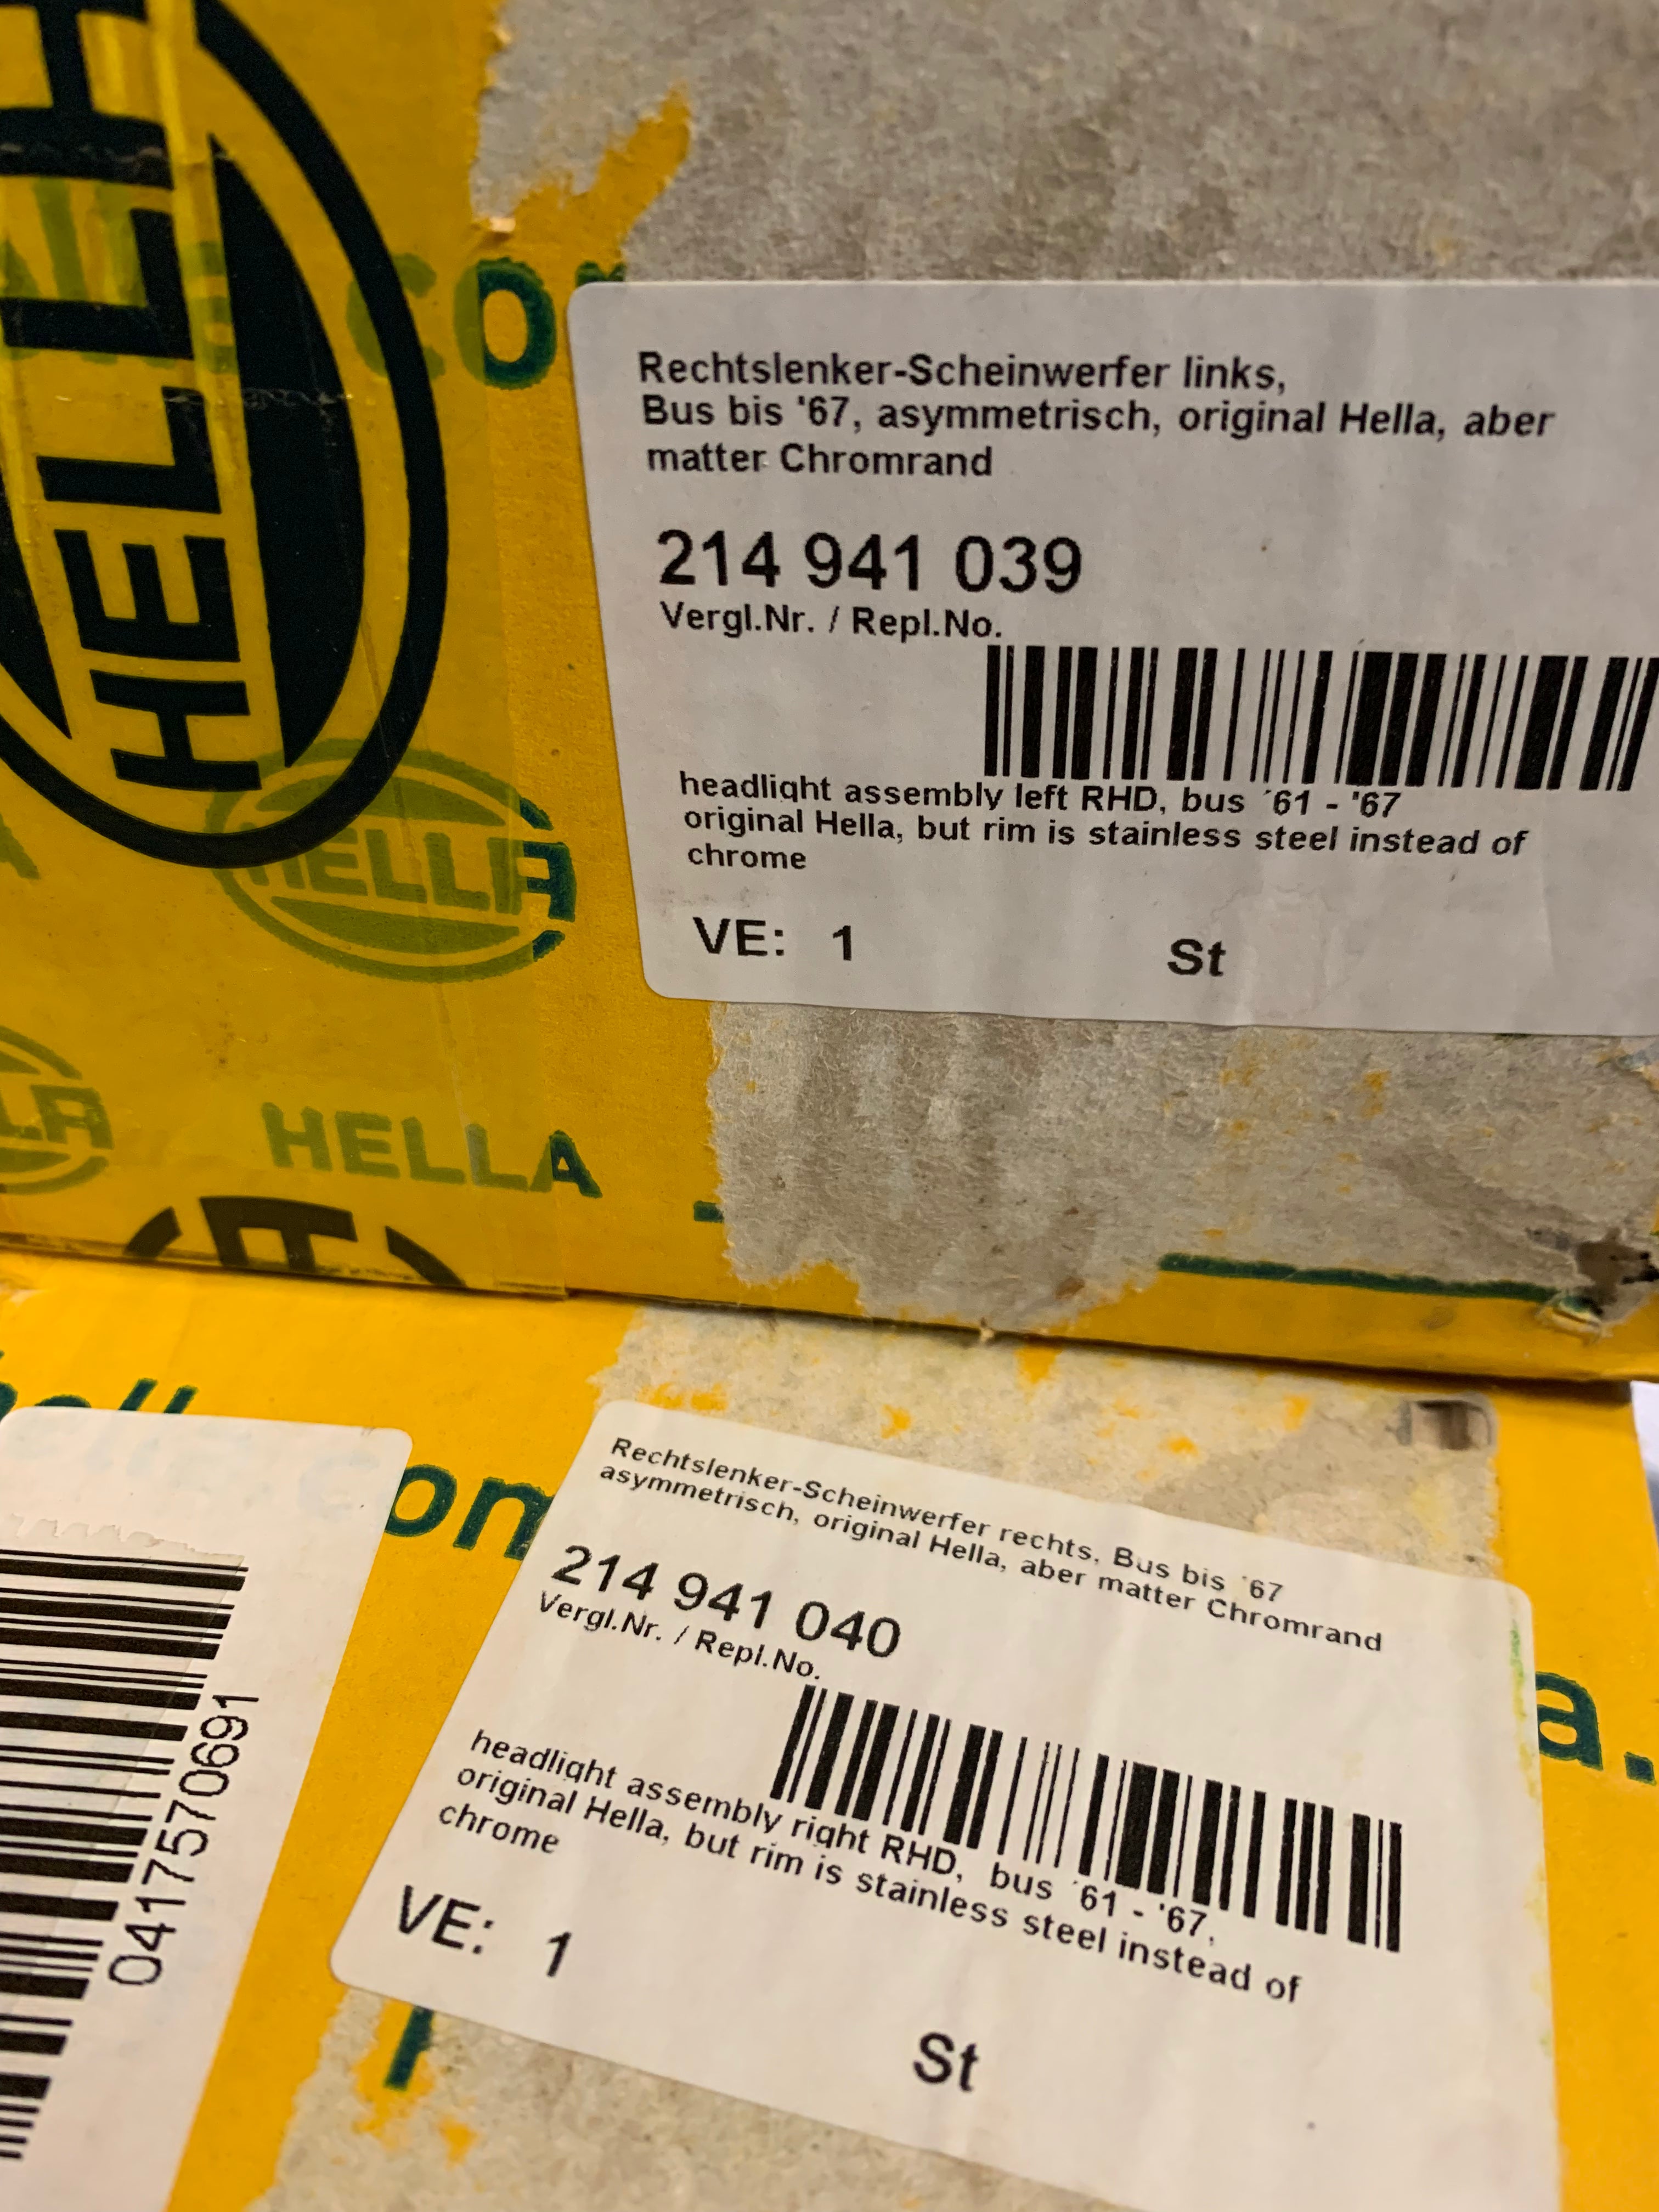 HELLA
co
Rechtslenker-Scheinwerfer links,
Bus bis '67, asymmetrisch, original Hella, aber
matter Chromrand
214 941 039
Vergl.Nr. / Repl.No.
headlight assembly left RHD, bus ´61 - '67
original Hella, but rim is stainless steel instead of
chrome
VE: 1 St
HELLA
HELLA
om
Rechtslenker-Scheinwerfer rechts, Bus bis ´67
asymmetrisch, original Hella, aber matter Chromrand
214 941 040
Vergl.Nr. / Repl.No.
headlight assembly right RHD, bus ´61 - '67,
original Hella, but rim is stainless steel instead of
chrome
VE: 1 St
0417570691
a.